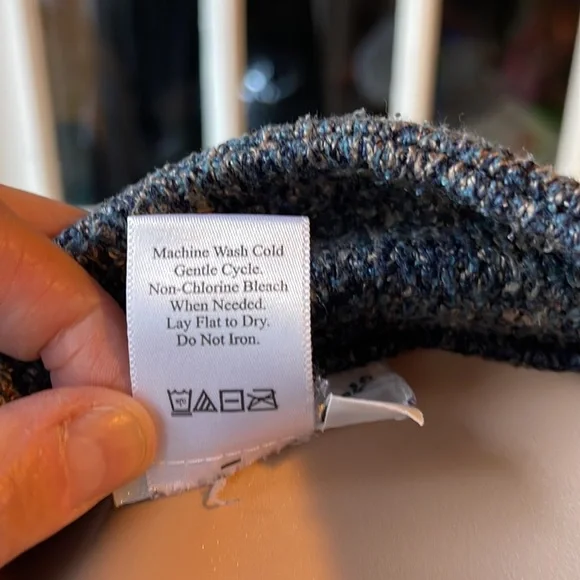 Machine Wash Cold
Gentle Cycle.
Non-Chlorine Bleach
When Needed.
Lay Flat to Dry.
Do Not Iron.